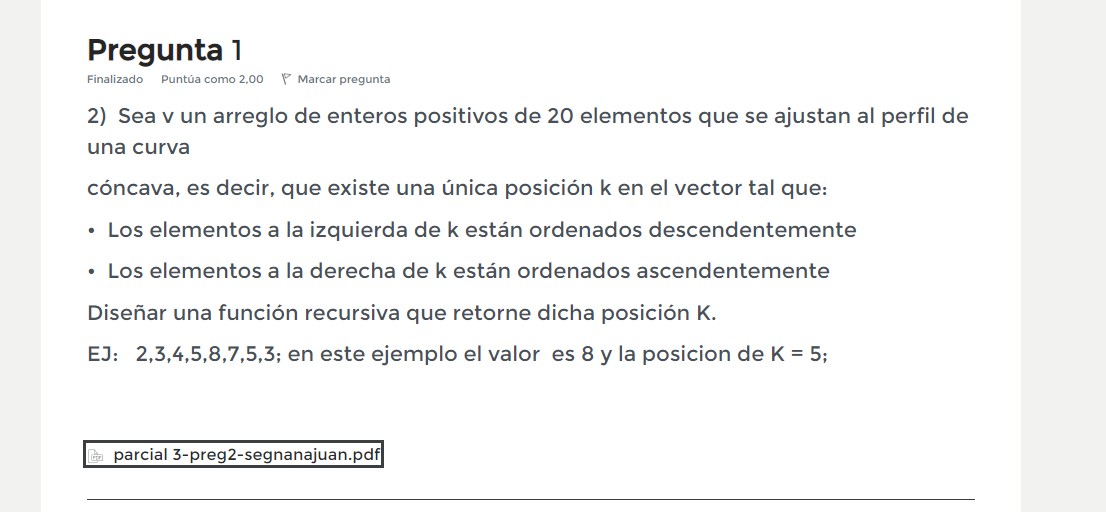 Pregunta 1
Finalizado Puntúa como 2,00 Marcar pregunta
2) Sea v un arreglo de enteros positivos de 20 elementos que se ajustan al perfil de
una curva
cóncava, es decir, que existe una única posición k en el vector tal que:
• Los elementos a la izquierda de k están ordenados descendentemente
• Los elementos a la derecha de k están ordenados ascendentemente
Diseñar una función recursiva que retorne dicha posición K.
EJ: 2,3,4,5,8,7,5,3; en este ejemplo el valor es 8 y la posicion de K = 5;
PDF parcial 3-preg2-segnanajuan.pdf